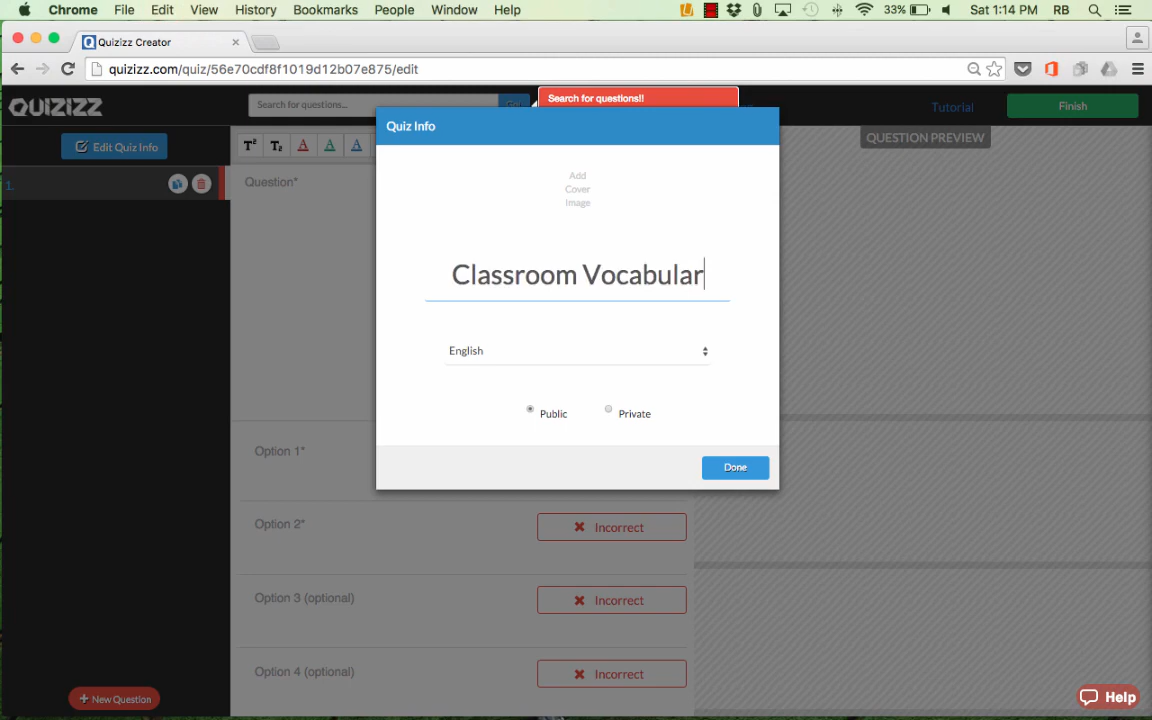 Chrome File Edit View History Bookmarks People Window Help 33% Sat 1:14 PM RB
Quizizz Creator
quizizz.com/quiz/56e70cdf8f1019d12b07e875/edit
QUIZIZZ
Search for questions...
Search for questions!!
Tutorial
Finish
Edit Quiz Info
T² T₂ A A A
Quiz Info
QUESTION PREVIEW
1.
Question*
Add
Cover
Image
Classroom Vocabular
English
Public Private
Done
Option 1*
Option 2*
Incorrect
Option 3 (optional)
Incorrect
Option 4 (optional)
Incorrect
+ New Question
Help